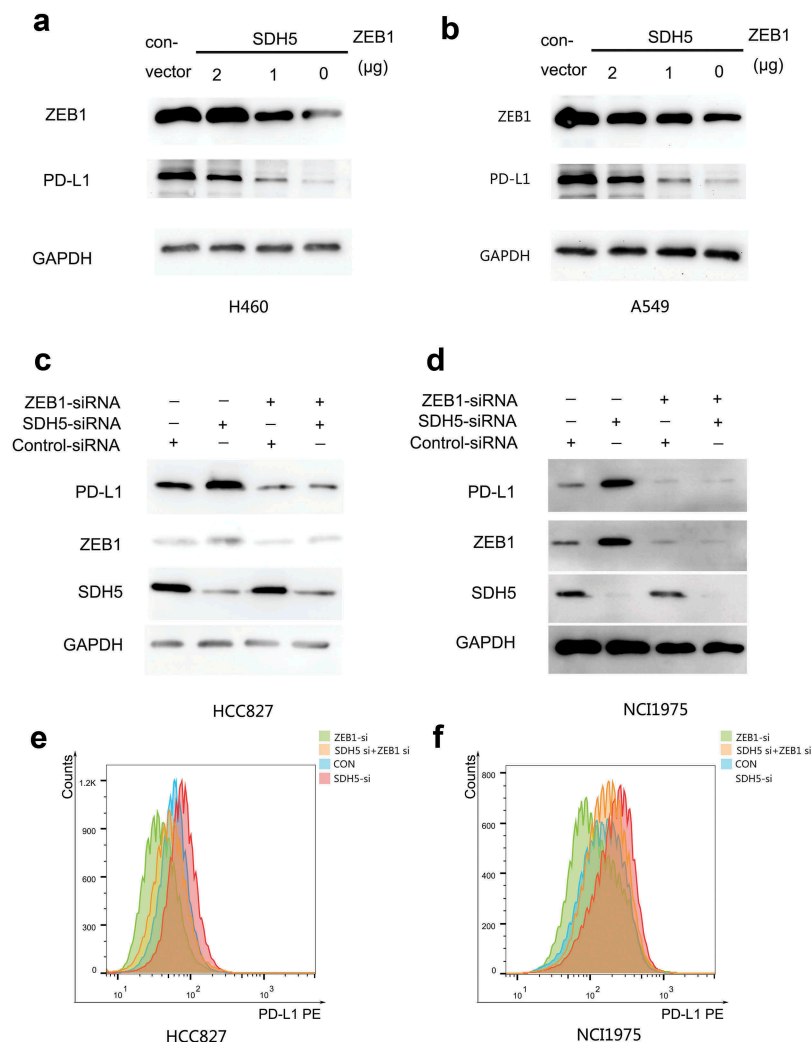 a
con-
vector
SDH5
ZEB1
(μg)
2 1 0
ZEB1
PD-L1
GAPDH
H460
b
con-
vector
SDH5
ZEB1
(μg)
2 1 0
ZEB1
PD-L1
GAPDH
A549
c
ZEB1-siRNA − − + +
SDH5-siRNA − + − +
Control-siRNA + − + −
PD-L1
ZEB1
SDH5
GAPDH
HCC827
d
ZEB1-siRNA − − + +
SDH5-siRNA − + − +
Control-siRNA + − + −
PD-L1
ZEB1
SDH5
GAPDH
NCI1975
e
ZEB1-si
SDH5 si+ZEB1 si
CON
SDH5-si
Counts
1.2K
900
600
300
0
10¹ 10² 10³
PD-L1 PE
HCC827
f
ZEB1-si
SDH5 si+ZEB1 si
CON
SDH5-si
Counts
800
600
400
200
0
10¹ 10² 10³
PD-L1 PE
NCI1975